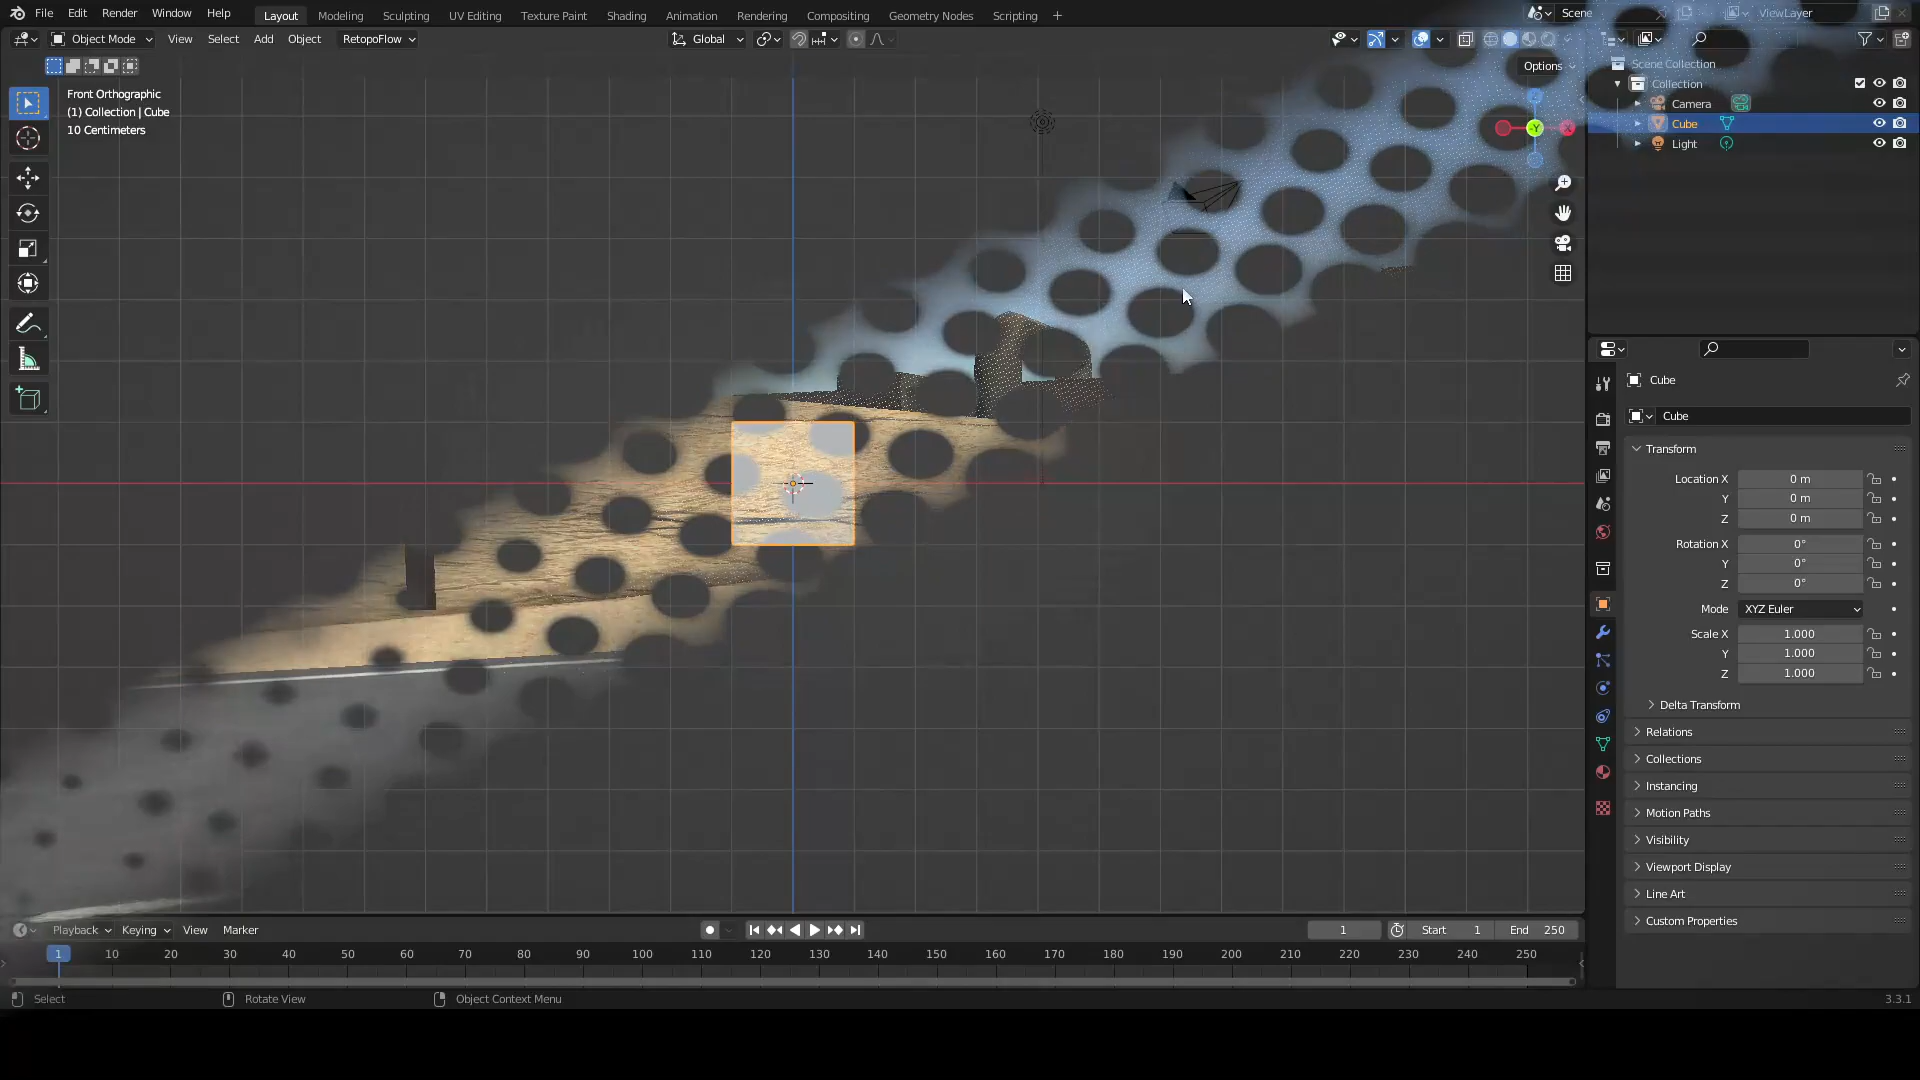 File Edit Render Window Help Layout Modeling Sculpting UV Editing Texture Paint Shading Animation Rendering Compositing Geometry Nodes Scripting + Scene ViewLayer
Object Mode View Select Add Object RetopoFlow Global
Options
Front Orthographic
(1) Collection | Cube
10 Centimeters
Y
X
Scene Collection
Collection
Camera
Cube
Light
Cube
Cube
Transform
Location X 0 m
Y 0 m
Z 0 m
Rotation X 0°
Y 0°
Z 0°
Mode XYZ Euler
Scale X 1.000
Y 1.000
Z 1.000
Delta Transform
Relations
Collections
Instancing
Motion Paths
Visibility
Viewport Display
Line Art
Custom Properties
Playback Keying View Marker 1 Start 1 End 250
1 10 20 30 40 50 60 70 80 90 100 110 120 130 140 150 160 170 180 190 200 210 220 230 240 250
Select Rotate View Object Context Menu 3.3.1